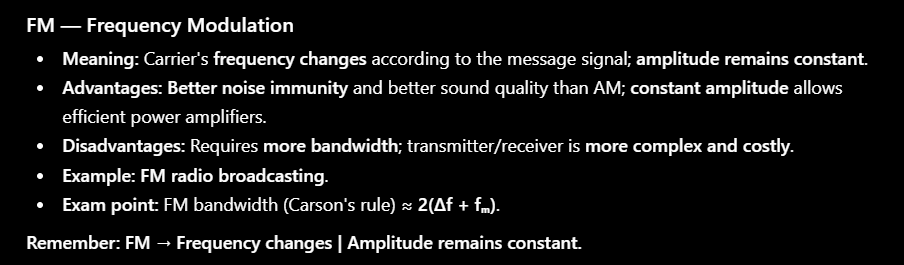 FM — Frequency Modulation
• Meaning: Carrier's frequency changes according to the message signal; amplitude remains constant.
• Advantages: Better noise immunity and better sound quality than AM; constant amplitude allows
efficient power amplifiers.
• Disadvantages: Requires more bandwidth; transmitter/receiver is more complex and costly.
• Example: FM radio broadcasting.
• Exam point: FM bandwidth (Carson's rule) ≈ 2(Δf + fₘ).
Remember: FM → Frequency changes | Amplitude remains constant.